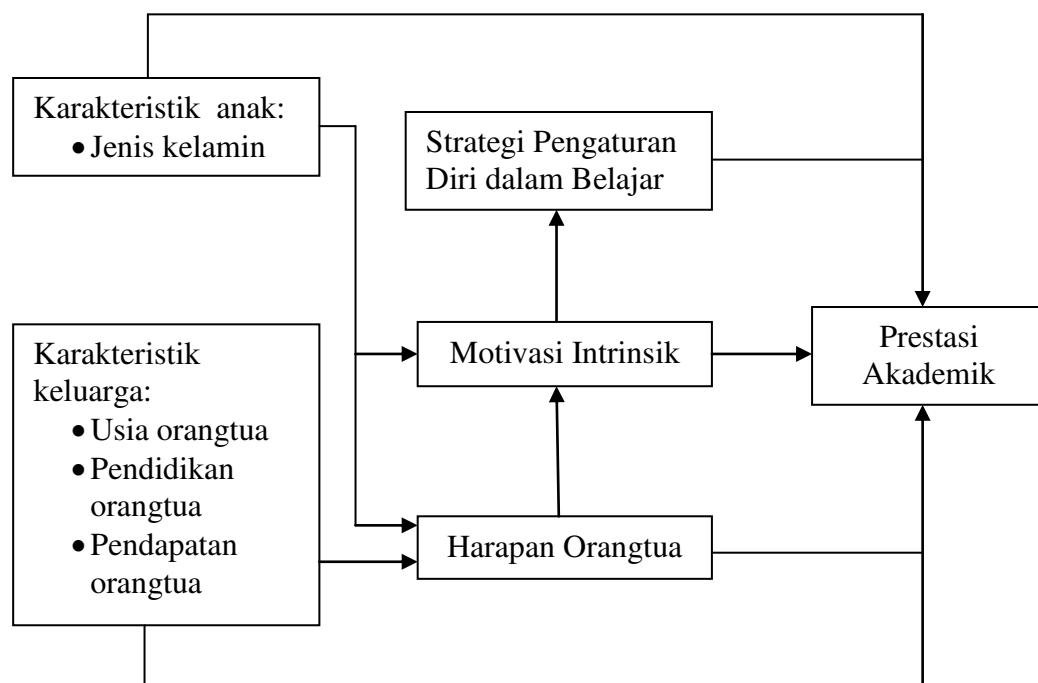 Karakteristik anak:
• Jenis kelamin
Strategi Pengaturan
Diri dalam Belajar
Karakteristik
keluarga:
• Usia orangtua
• Pendidikan
orangtua
• Pendapatan
orangtua
Motivasi Intrinsik
Harapan Orangtua
Prestasi
Akademik